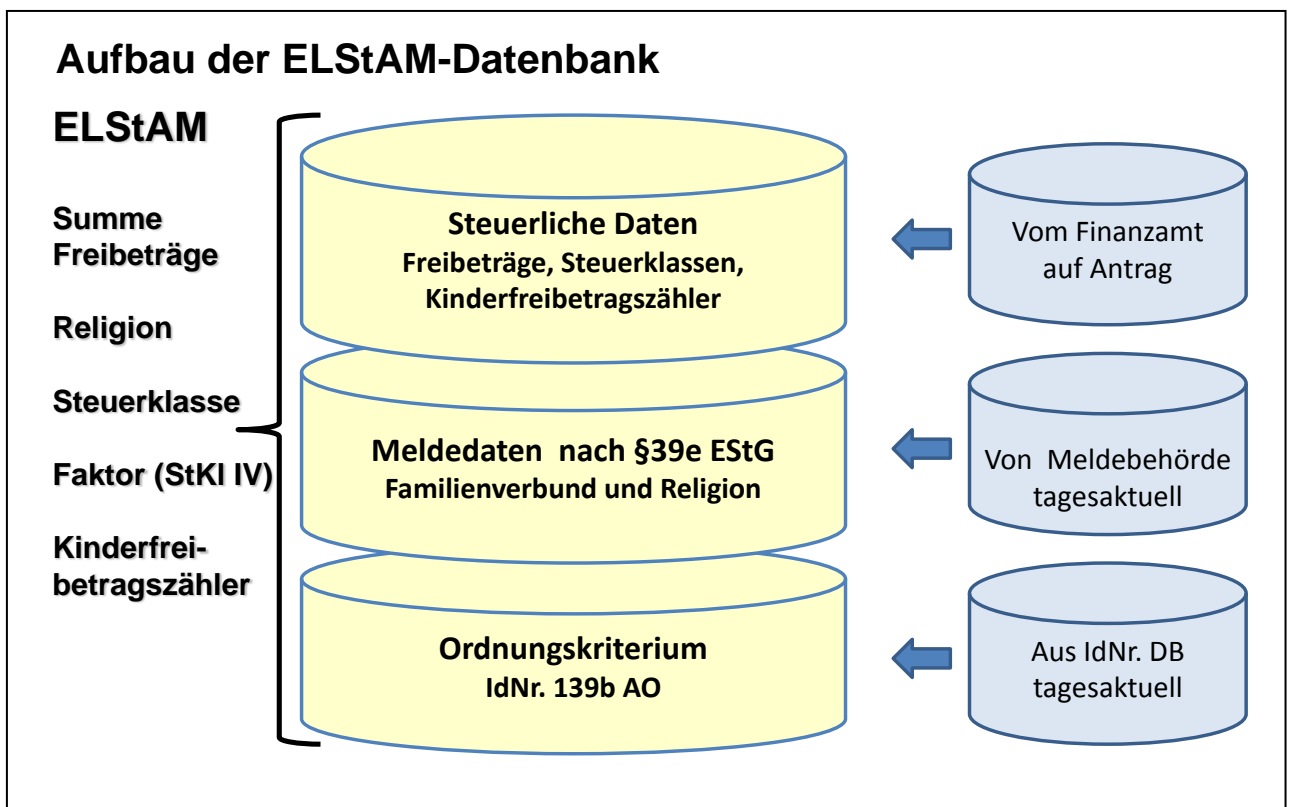 Aufbau der ELStAM-Datenbank
ELStAM
Summe
Freibeträge
Religion
Steuerklasse
Faktor (StKl IV)
Kinderfrei-
betragszähler
Steuerliche Daten
Freibeträge, Steuerklassen,
Kinderfreibetragszähler
Vom Finanzamt
auf Antrag
Meldedaten nach §39e EStG
Familienverbund und Religion
Von Meldebehörde
tagesaktuell
Ordnungskriterium
IdNr. 139b AO
Aus IdNr. DB
tagesaktuell